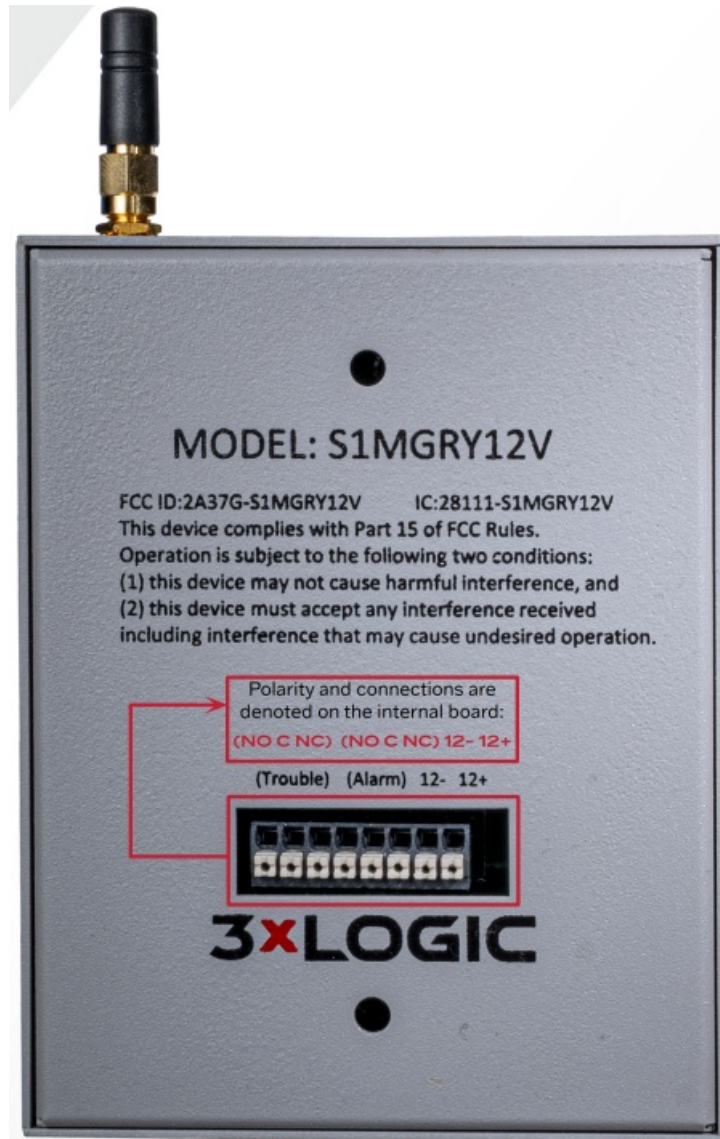 MODEL: S1MGRY12V
FCC ID:2A37G-S1MGRY12V IC:28111-S1MGRY12V
This device complies with Part 15 of FCC Rules.
Operation is subject to the following two conditions:
(1) this device may not cause harmful interference, and
(2) this device must accept any interference received
including interference that may cause undesired operation.
Polarity and connections are
denoted on the internal board:
(NO C NC) (NO C NC) 12- 12+
(Trouble) (Alarm) 12- 12+
3xLOGIC